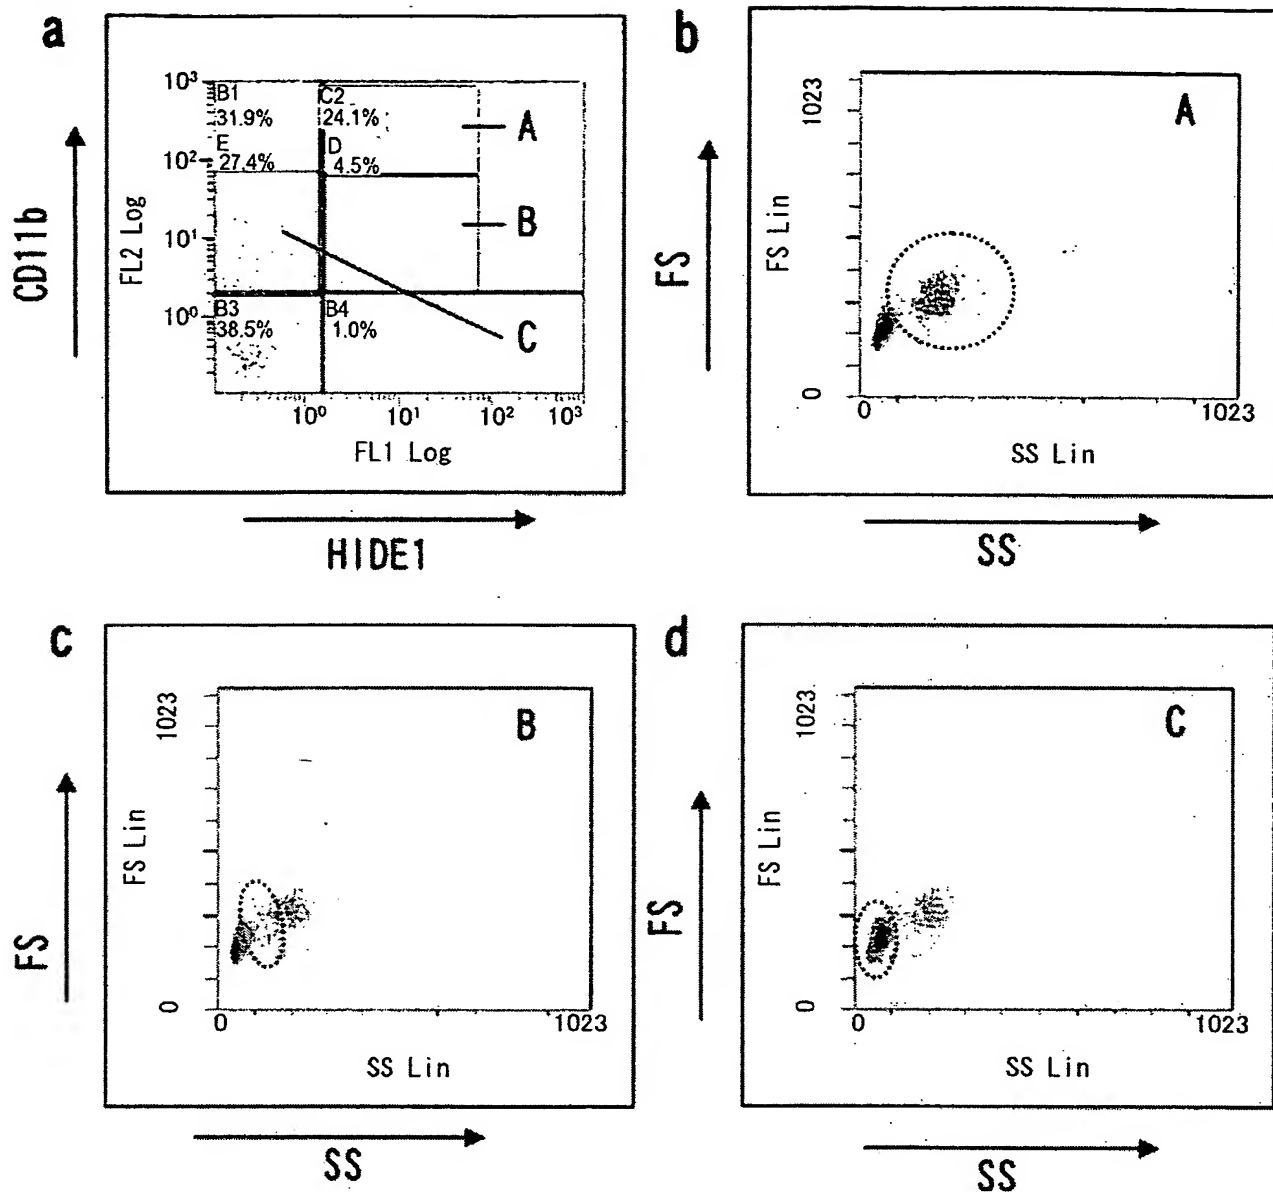 a
CD11b
FL2 Log
10³
10²
10¹
10⁰
B1
31.9%
C2
24.1%
E
27.4%
D
4.5%
B3
38.5%
B4
1.0%
A
B
C
10⁰ 10¹ 10² 10³
FL1 Log
HIDE1
b
A
FS
FS Lin
1023
0
0 1023
SS Lin
SS
c
B
FS
FS Lin
1023
0
0 1023
SS Lin
SS
d
C
FS
FS Lin
1023
0
0 1023
SS Lin
SS